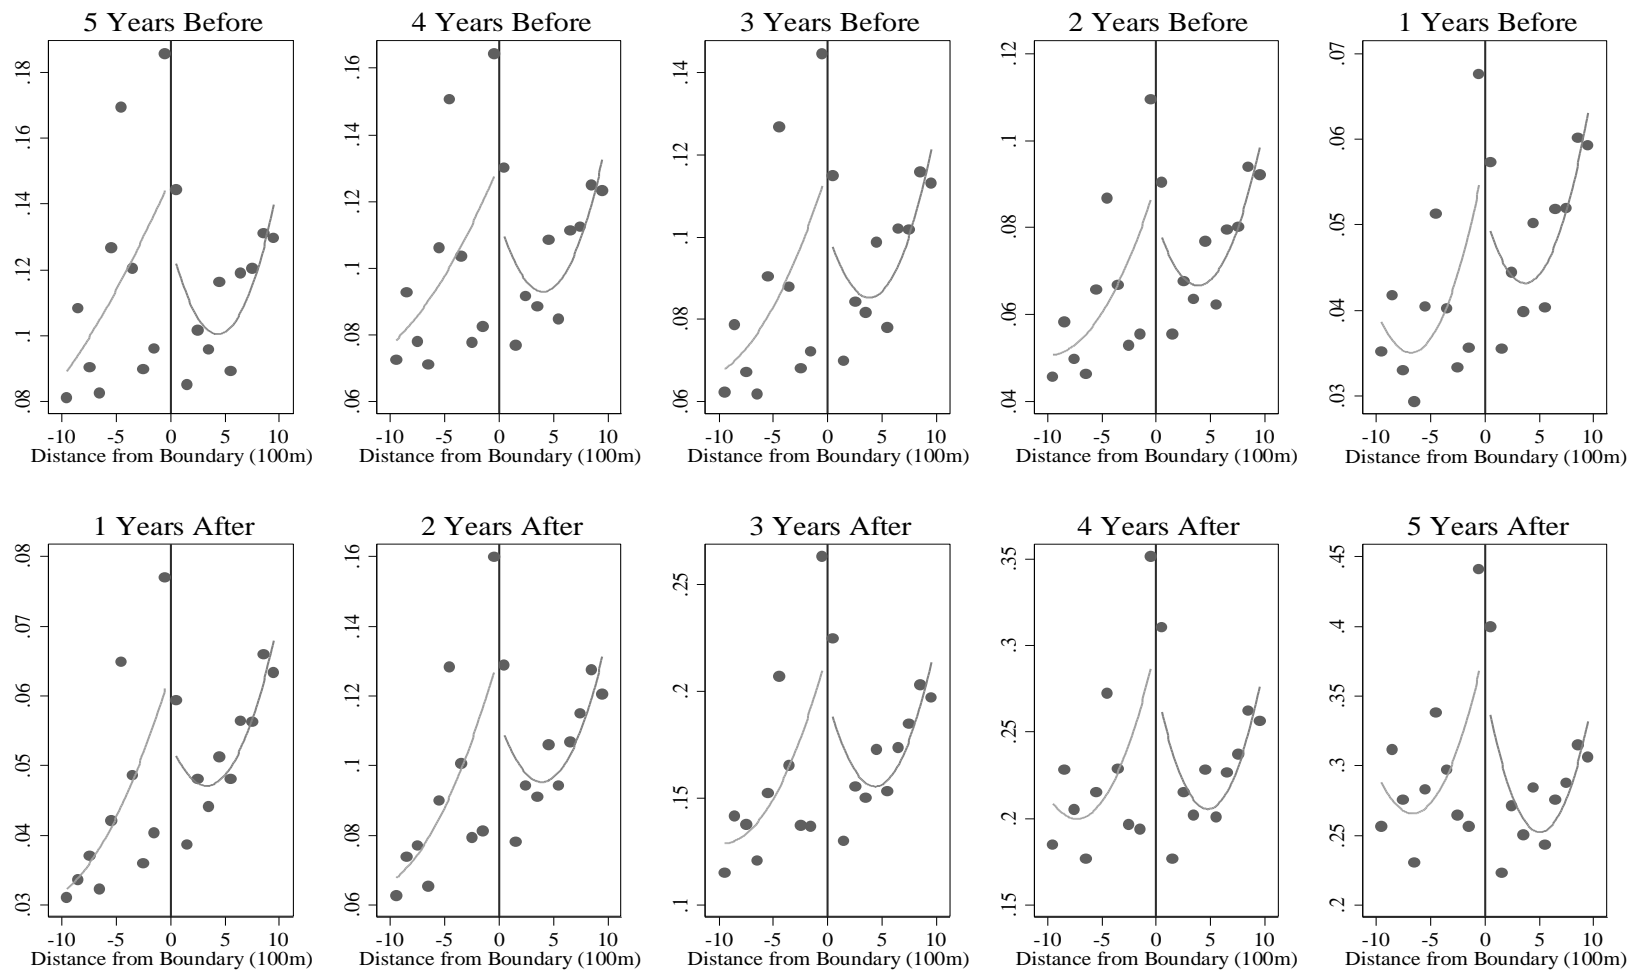 5 Years Before 4 Years Before 3 Years Before 2 Years Before 1 Years Before
.18 .16 .14 .12 .1 .08
-10 -5 0 5 10
Distance from Boundary (100m)
.16 .14 .12 .1 .08 .06
-10 -5 0 5 10
Distance from Boundary (100m)
.14 .12 .1 .08 .06
-10 -5 0 5 10
Distance from Boundary (100m)
.12 .1 .08 .06 .04
-10 -5 0 5 10
Distance from Boundary (100m)
.07 .06 .05 .04 .03
-10 -5 0 5 10
Distance from Boundary (100m)
1 Years After 2 Years After 3 Years After 4 Years After 5 Years After
.08 .07 .06 .05 .04 .03
-10 -5 0 5 10
Distance from Boundary (100m)
.16 .14 .12 .1 .08 .06
-10 -5 0 5 10
Distance from Boundary (100m)
.25 .2 .15 .1
-10 -5 0 5 10
Distance from Boundary (100m)
.35 .3 .25 .2 .15
-10 -5 0 5 10
Distance from Boundary (100m)
.45 .4 .35 .3 .25 .2
-10 -5 0 5 10
Distance from Boundary (100m)